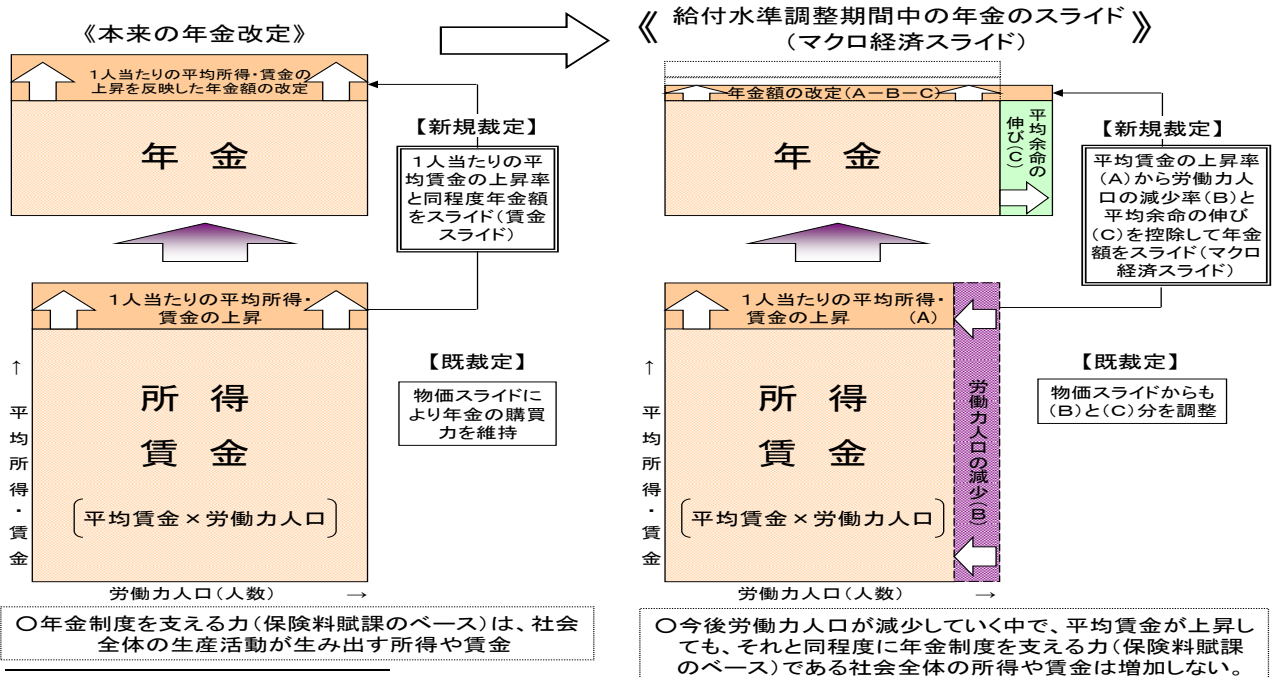 《本来の年金改定》
1人当たりの平均所得・賃金の
上昇を反映した年金額の改定
年 金
【新規裁定】
1人当たりの平
均賃金の上昇率
と同程度年金額
をスライド(賃金
スライド)
1人当たりの平均所得・
賃金の上昇
所 得
賃 金
平均賃金×労働力人口
↑
平均所得・賃金
労働力人口(人数) →
【既裁定】
物価スライドに
より年金の購買
力を維持
〇年金制度を支える力(保険料賦課のベース)は、社会
全体の生産活動が生み出す所得や賃金
《 給付水準調整期間中の年金のスライド 》
(マクロ経済スライド)
年金額の改定(A-B-C)
年 金
平均余命の
伸び(C)
【新規裁定】
平均賃金の上昇率
(A)から労働力人
口の減少率(B)と
平均余命の伸び
(C)を控除して年金
額をスライド(マクロ
経済スライド)
1人当たりの平均所得・
賃金の上昇 (A)
所 得
賃 金
平均賃金×労働力人口
労働力人口の減少(B)
↑
平均所得・賃金
労働力人口(人数) →
【既裁定】
物価スライドからも
(B)と(C)分を調整
〇今後労働力人口が減少していく中で、平均賃金が上昇し
ても、それと同程度に年金制度を支える力(保険料賦課
のベース)である社会全体の所得や賃金は増加しない。